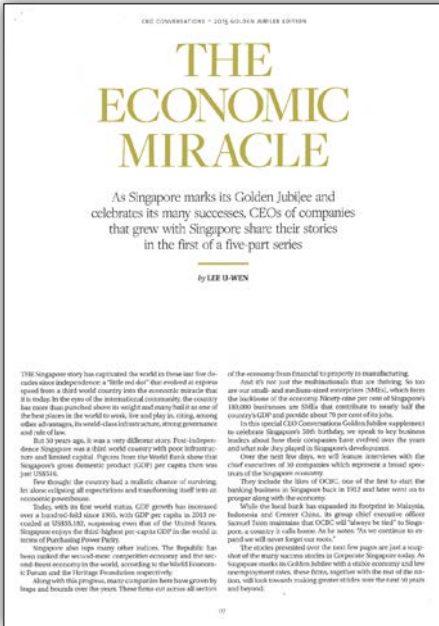 CEO CONVERSATIONS – 2015 GOLDEN JUBILEE EDITION
THE
ECONOMIC
MIRACLE
As Singapore marks its Golden Jubilee and
celebrates its many successes, CEOs of companies
that grew with Singapore share their stories
in the first of a five-part series
by LEE U-WEN
THE Singapore story has captivated the world in these last five de-
cades since independence: a "little red dot" that evolved at express
speed from a third world country into the economic miracle that
it is today. In the eyes of the international community, the country
has more than punched above its weight and many hail it as one of
the best places in the world to work, live and play in, citing, among
other advantages, its world-class infrastructure, strong governance
and rule of law.
But 50 years ago, it was a very different story. Post-indepen-
dence Singapore was a third world country with poor infrastruc-
ture and limited capital. Figures from the World Bank show that
Singapore's gross domestic product (GDP) per capita then was
just US$516.
Few thought the country had a realistic chance of surviving,
let alone eclipsing all expectations and transforming itself into an
economic powerhouse.
Today, with its first world status, GDP growth has increased
over a hundred-fold since 1965, with GDP per capita in 2013 re-
corded at US$55,182, surpassing even that of the United States.
Singapore enjoys the third-highest per-capita GDP in the world in
terms of Purchasing Power Parity.
Singapore also tops many other indices. The Republic has
been ranked the second-most competitive economy and the sec-
ond-freest economy in the world, according to the World Econom-
ic Forum and the Heritage Foundation respectively.
Along with this progress, many companies here have grown by
leaps and bounds over the years. These firms cut across all sectors
of the economy from financial to property to manufacturing.
And it's not just the multinationals that are thriving. So too
are our small- and medium-sized enterprises (SMEs), which form
the backbone of the economy. Ninety-nine per cent of Singapore's
180,000 businesses are SMEs that contribute to nearly half the
country's GDP and provide about 70 per cent of its jobs.
In this special CEO Conversations Golden Jubilee supplement
to celebrate Singapore's 50th birthday, we speak to key business
leaders about how their companies have evolved over the years
and what role they played in Singapore's development.
Over the next few days, we will feature interviews with the
chief executives of 50 companies which represent a broad spec-
trum of the Singapore economy.
They include the likes of OCBC, one of the first to start the
banking business in Singapore back in 1912 and later went on to
prosper along with the economy.
While the local bank has expanded its footprint in Malaysia,
Indonesia and Greater China, its group chief executive officer
Samuel Tsien maintains that OCBC will "always be tied" to Singa-
pore, a country it calls home. As he notes: "As we continue to ex-
pand we will never forget our roots."
The stories presented over the next few pages are just a snap-
shot of the many success stories in Corporate Singapore today. As
Singapore marks its Golden Jubilee with a stable economy and low
unemployment rates, these firms, together with the rest of the na-
tion, will look towards making greater strides over the next 50 years
and beyond.